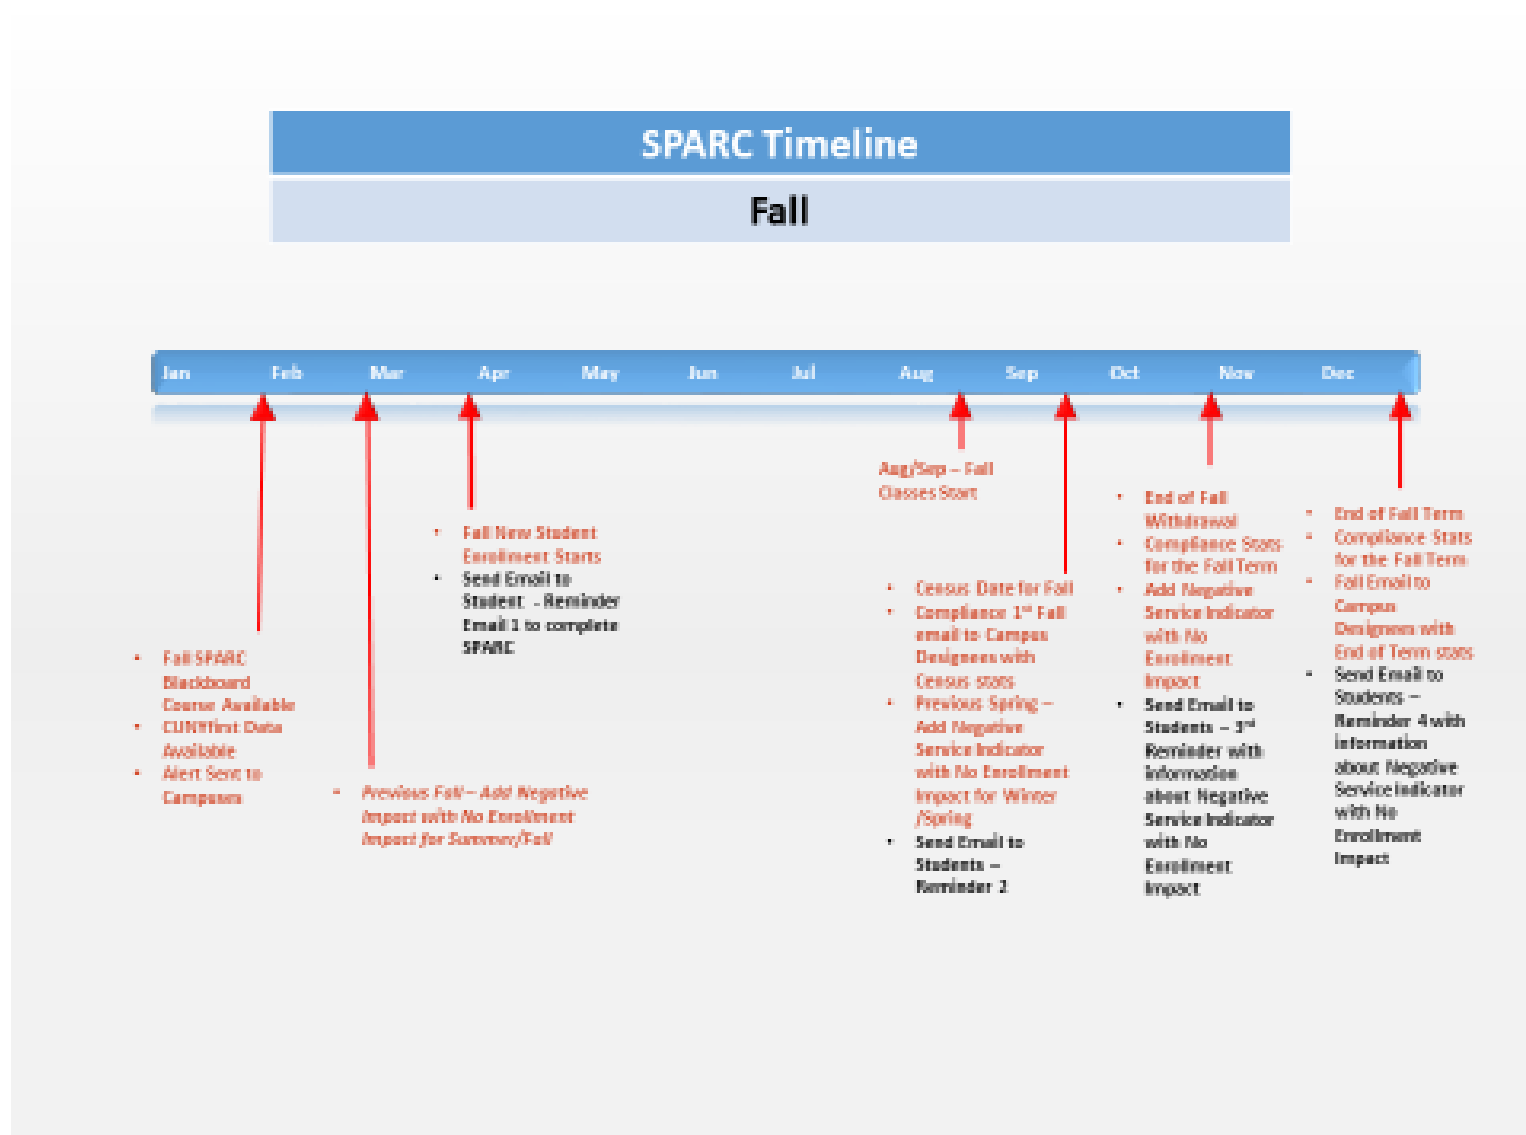 SPARC Timeline
Fall
Jan Feb Mar Apr May Jun Jul Aug Sep Oct Nov Dec
• Fall SPARC
Blackboard
Course Available
• CUNYfirst Data
Available
• Alert Sent to
Campuses
• Previous Fall – Add Negative
Impact with No Enrollment
Impact for Summer/Fall
• Fall New Student
Enrollment Starts
• Send Email to
Student - Reminder
Email 1 to complete
SPARC
Aug/Sep – Fall
Classes Start
• Census Date for Fall
• Compliance 1st Fall
email to Campus
Designees with
Census stats
• Previous Spring –
Add Negative
Service Indicator
with No Enrollment
Impact for Winter
/Spring
• Send Email to
Students –
Reminder 2
• End of Fall
Withdrawal
• Compliance Stats
for the Fall Term
• Add Negative
Service Indicator
with No
Enrollment
Impact
• Send Email to
Students – 3rd
Reminder with
information
about Negative
Service Indicator
with No
Enrollment
Impact
• End of Fall Term
• Compliance Stats
for the Fall Term
• Fall Email to
Campus
Designees with
End of Term stats
• Send Email to
Students –
Reminder 4 with
information
about Negative
Service Indicator
with No
Enrollment
Impact